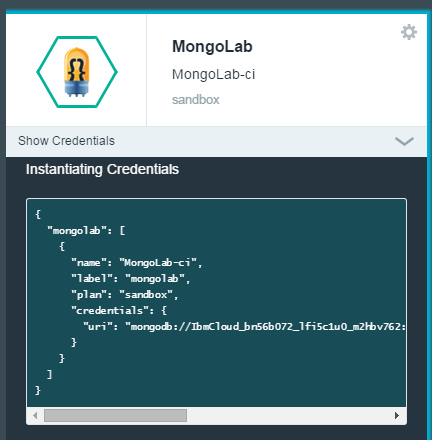 MongoLab
MongoLab-ci
sandbox
Show Credentials
Instantiating Credentials
{
"mongolab": [
{
"name": "MongoLab-ci",
"label": "mongolab",
"plan": "sandbox",
"credentials": {
"uri": "mongodb://IbmCloud_bn56b072_lfi5c1u0_m2hbv762:
}
}
]
}